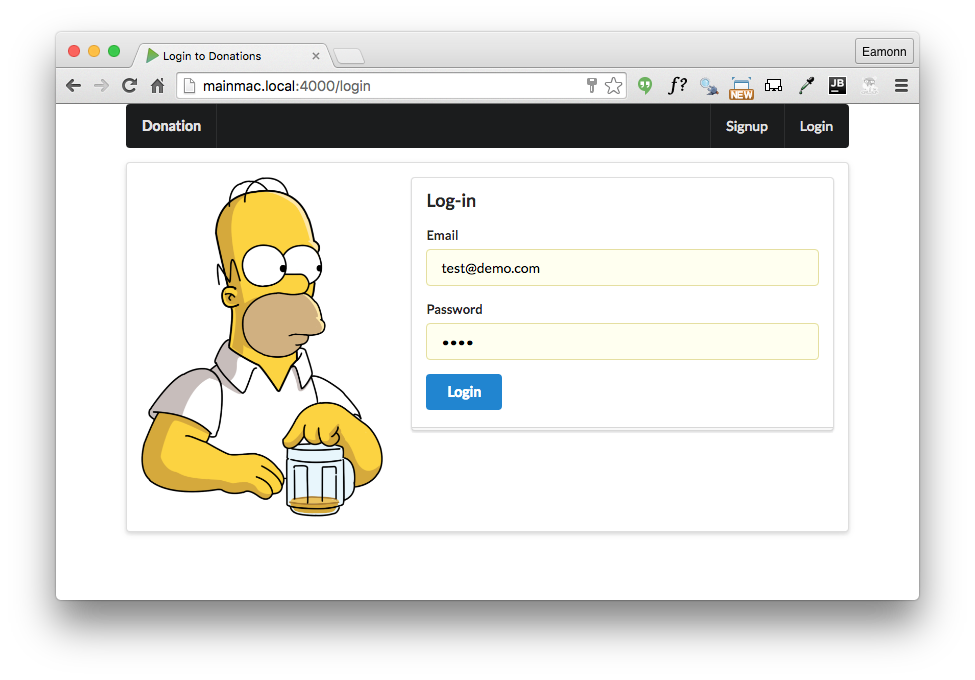 Login to Donations
Eamonn
mainmac.local:4000/login
f?
NEW
JB
Donation
Signup
Login
Log-in
Email
test@demo.com
Password
••••
Login